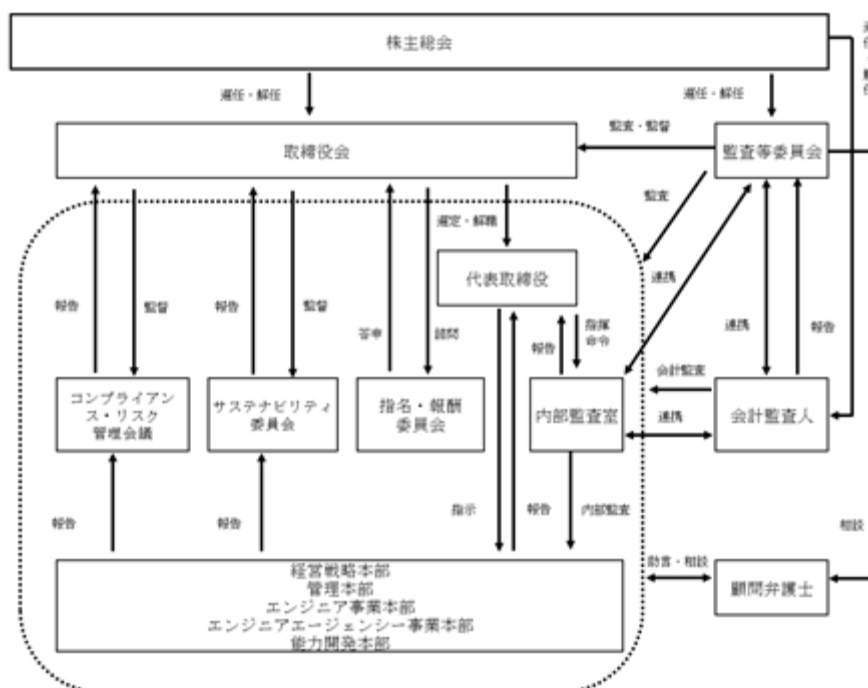 株主総会
選任・解任
選任・解任
選任・解任
取締役会
監査・監督
監査等委員会
監査
選定・解職
代表取締役
連携
報告
監督
報告
監督
答申
諮問
報告
指揮
命令
連携
報告
会計監査
コンプライアン
ス・リスク
管理会議
サステナビリティ
委員会
指名・報酬
委員会
内部監査室
連携
会計監査人
報告
報告
指示
報告
内部監査
相談
経営戦略本部
管理本部
エンジニア事業本部
エンジニアエージェンシー事業本部
能力開発本部
助言・相談
顧問弁護士